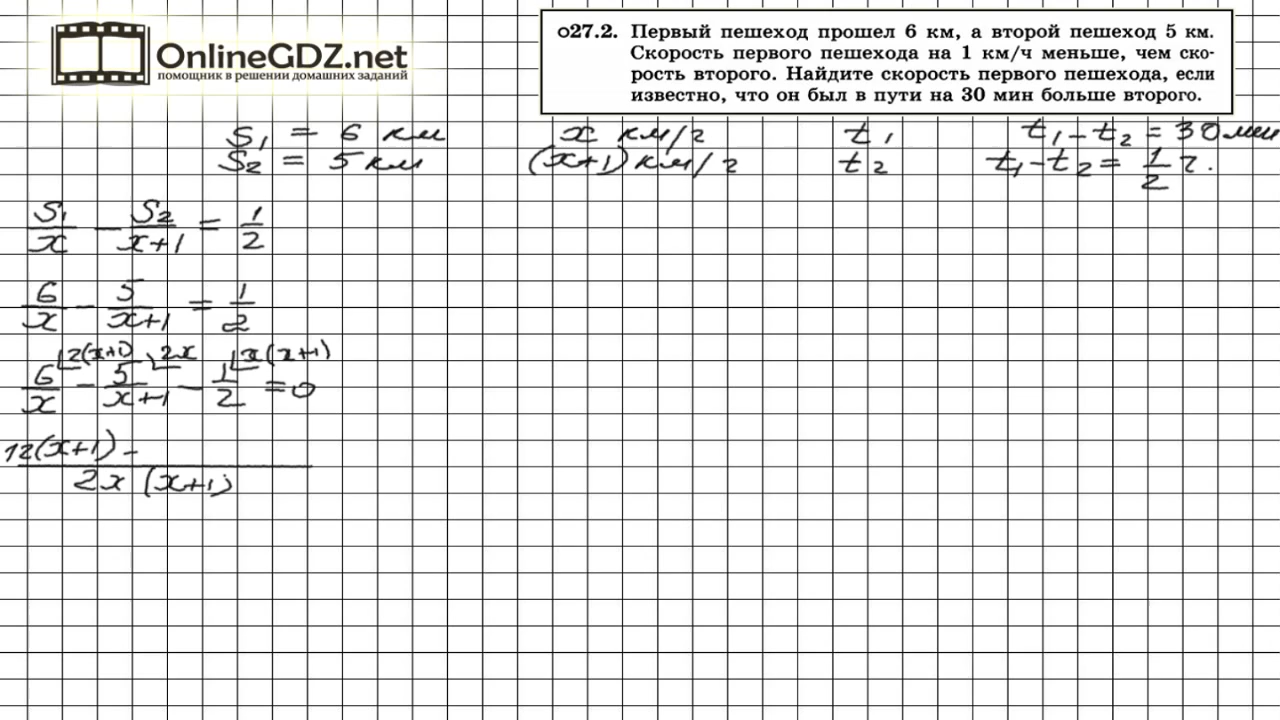 OnlineGDZ.net
помощник в решении домашних заданий
о27.2. Первый пешеход прошел 6 км, а второй пешеход 5 км.
Скорость первого пешехода на 1 км/ч меньше, чем ско-
рость второго. Найдите скорость первого пешехода, если
известно, что он был в пути на 30 мин больше второго.
S₁ = 6 км x км/ч t₁ t₁ - t₂ = 30 мин
S₂ = 5 км (x+1) км/ч t₂ t₁ - t₂ = 1/2 ч.
S₁/x - S₂/(x+1) = 1/2
6/x - 5/(x+1) = 1/2
2(x+1) 2x x(x+1)
6/x - 5/(x+1) - 1/2 = 0
12(x+1) -
2x (x+1)